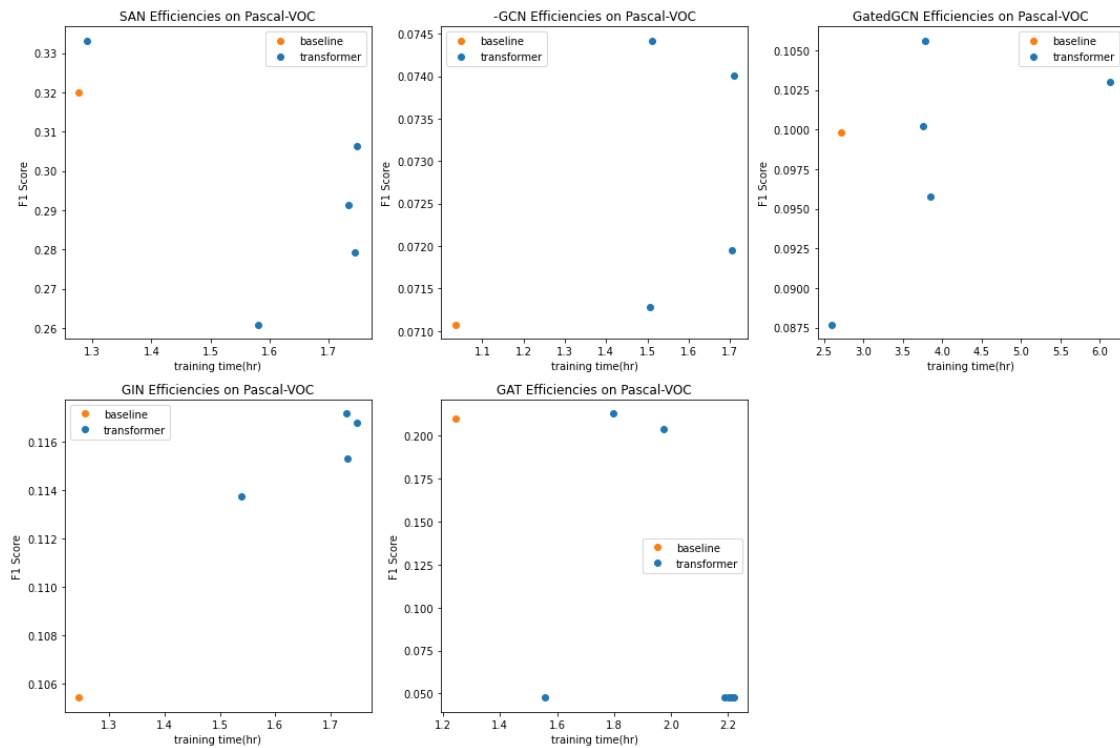 SAN Efficiencies on Pascal-VOC
F1 Score
0.33
0.32
0.31
0.30
0.29
0.28
0.27
0.26
baseline
transformer
1.3
1.4
1.5
1.6
1.7
training time(hr)
-GCN Efficiencies on Pascal-VOC
F1 Score
0.0745
0.0740
0.0735
0.0730
0.0725
0.0720
0.0715
0.0710
baseline
transformer
1.1
1.2
1.3
1.4
1.5
1.6
1.7
training time(hr)
GatedGCN Efficiencies on Pascal-VOC
F1 Score
0.1050
0.1025
0.1000
0.0975
0.0950
0.0925
0.0900
0.0875
baseline
transformer
2.5
3.0
3.5
4.0
4.5
5.0
5.5
6.0
training time(hr)
GIN Efficiencies on Pascal-VOC
F1 Score
0.116
0.114
0.112
0.110
0.108
0.106
baseline
transformer
1.3
1.4
1.5
1.6
1.7
training time(hr)
GAT Efficiencies on Pascal-VOC
F1 Score
0.200
0.175
0.150
0.125
0.100
0.075
0.050
baseline
transformer
1.2
1.4
1.6
1.8
2.0
2.2
training time(hr)